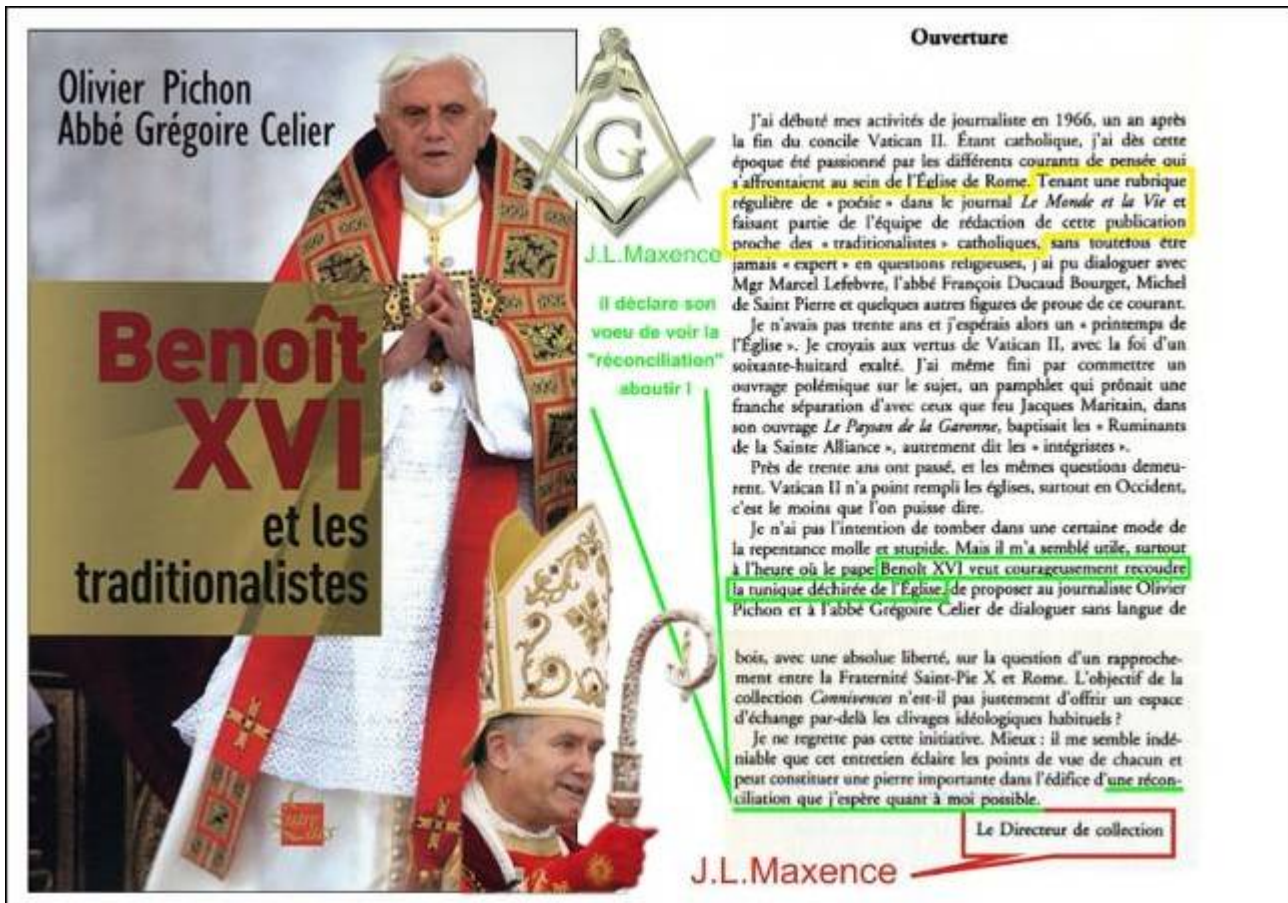 Olivier Pichon
Abbé Grégoire Celier
Benoît
XVI
et les
traditionalistes
G
J.L.Maxence
il déclare son
voeu de voir la
"réconciliation"
aboutir !
Ouverture
J'ai débuté mes activités de journaliste en 1966, un an après
la fin du concile Vatican II. Étant catholique, j'ai dès cette
époque été passionné par les différents courants de pensée qui
s'affrontaient au sein de l'Église de Rome. Tenant une rubrique
régulière de « poésie » dans le journal Le Monde et la Vie et
faisant partie de l'équipe de rédaction de cette publication
proche des « traditionalistes » catholiques, sans toutefois être
jamais « expert » en questions religieuses, j'ai pu dialoguer avec
Mgr Marcel Lefebvre, l'abbé François Ducaud Bourget, Michel
de Saint Pierre et quelques autres figures de proue de ce courant.
Je n'avais pas trente ans et j'espérais alors un « printemps de
l'Église ». Je croyais aux vertus de Vatican II, avec la foi d'un
soixante-huitard exalté. J'ai même fini par commettre un
ouvrage polémique sur le sujet, un pamphlet qui prônait une
franche séparation d'avec ceux que feu Jacques Maritain, dans
son ouvrage Le Paysan de la Garonne, baptisait les « Ruminants
de la Sainte Alliance », autrement dit les « intégristes ».
Près de trente ans ont passé, et les mêmes questions demeu-
rent. Vatican II n'a point rempli les églises, surtout en Occident,
c'est le moins que l'on puisse dire.
Je n'ai pas l'intention de tomber dans une certaine mode de
la repentance molle et stupide. Mais il m'a semblé utile, surtout
à l'heure où le pape Benoît XVI veut courageusement recoudre
la tunique déchirée de l'Église, de proposer au journaliste Olivier
Pichon et à l'abbé Grégoire Celier de dialoguer sans langue de
bois, avec une absolue liberté, sur la question d'un rapproche-
ment entre la Fraternité Saint-Pie X et Rome. L'objectif de la
collection Connivences n'est-il pas justement d'offrir un espace
d'échange par-delà les clivages idéologiques habituels ?
Je ne regrette pas cette initiative. Mieux : il me semble indé-
niable que cet entretien éclaire les points de vue de chacun et
peut constituer une pierre importante dans l'édifice d'une récon-
ciliation que j'espère quant à moi possible.
Le Directeur de collection
J.L.Maxence